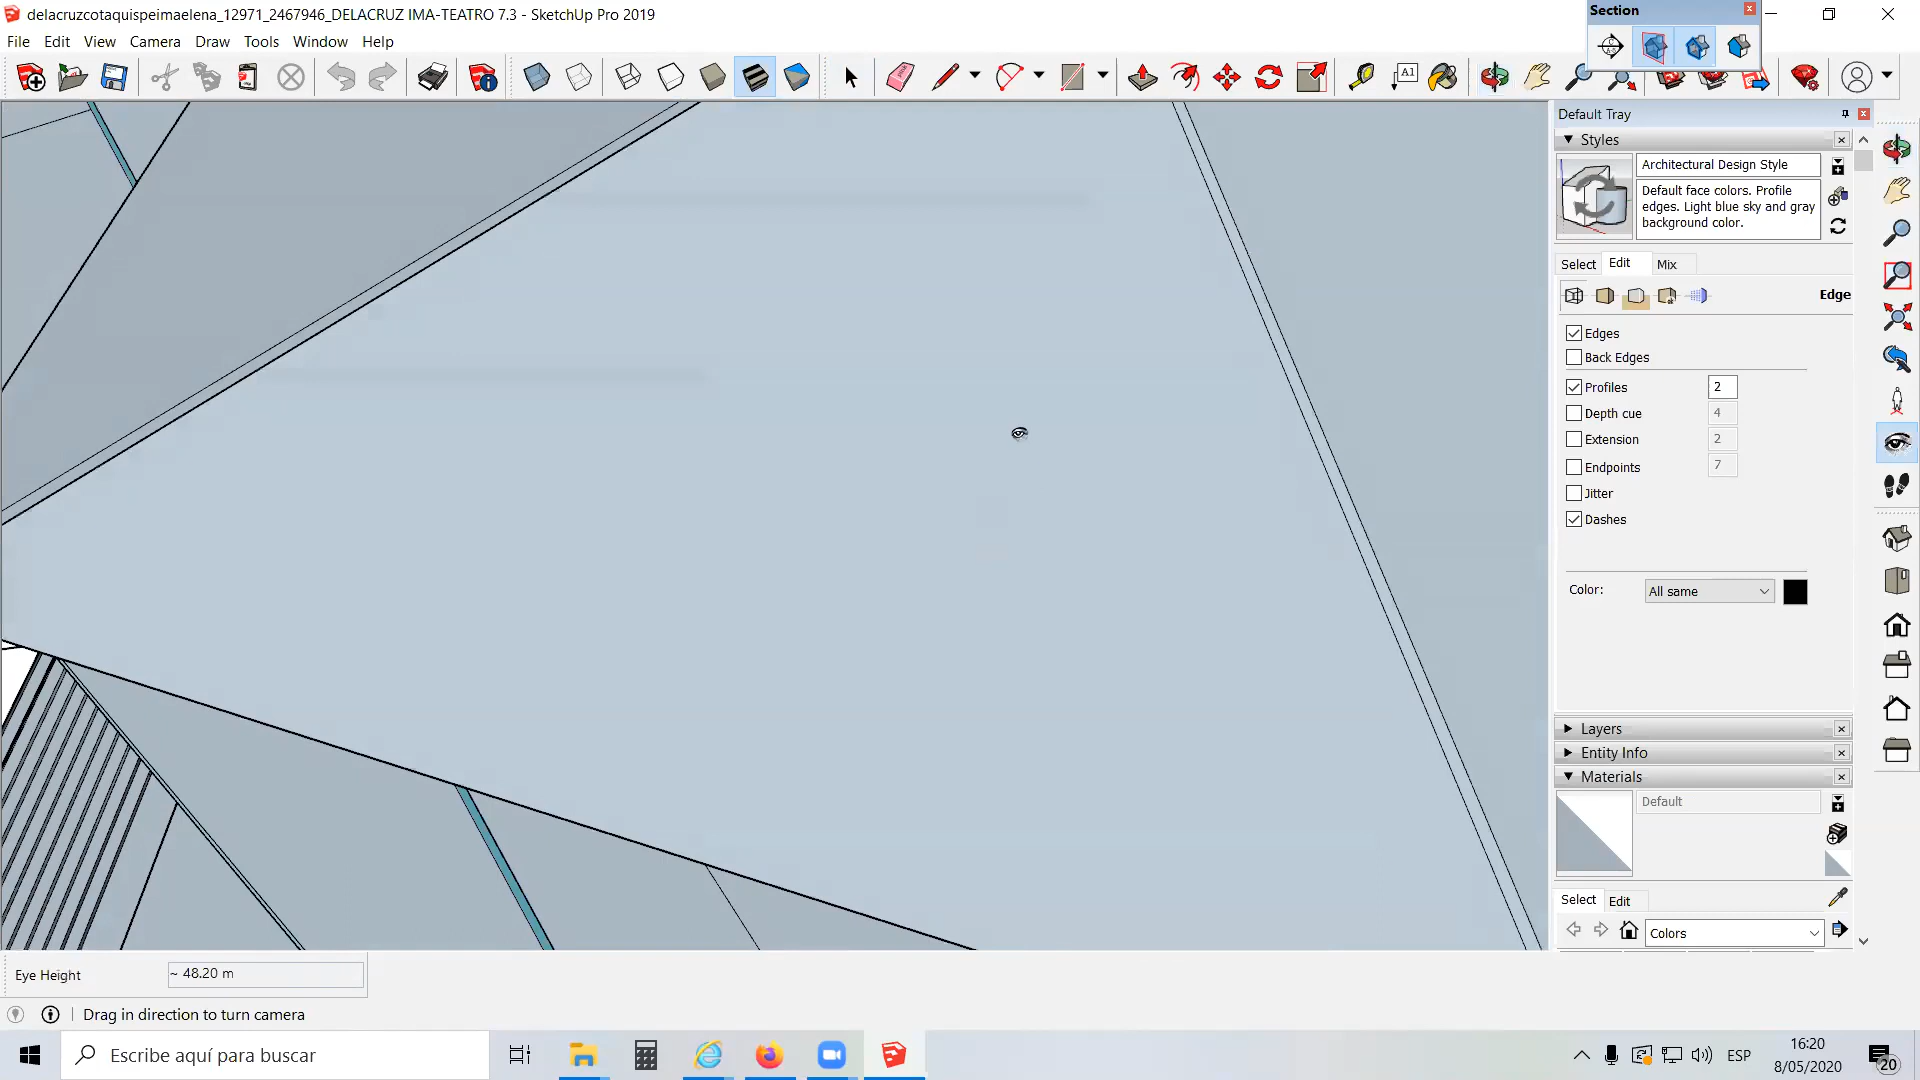 delacruzcotaquispeimaelena_12971_2467946_DELACRUZ IMA-TEATRO 7.3 - SketchUp Pro 2019
Section
File Edit View Camera Draw Tools Window Help
A1
Default Tray
Styles
Architectural Design Style
Default face colors. Profile
edges. Light blue sky and gray
background color.
Select Edit Mix
Edge
Edges
Back Edges
Profiles 2
Depth cue 4
Extension 2
Endpoints 7
Jitter
Dashes
Color: All same
Layers
Entity Info
Materials
Default
Select Edit
Colors
Eye Height ~ 48.20 m
Drag in direction to turn camera
Escribe aquí para buscar
ESP
16:20
8/05/2020
20